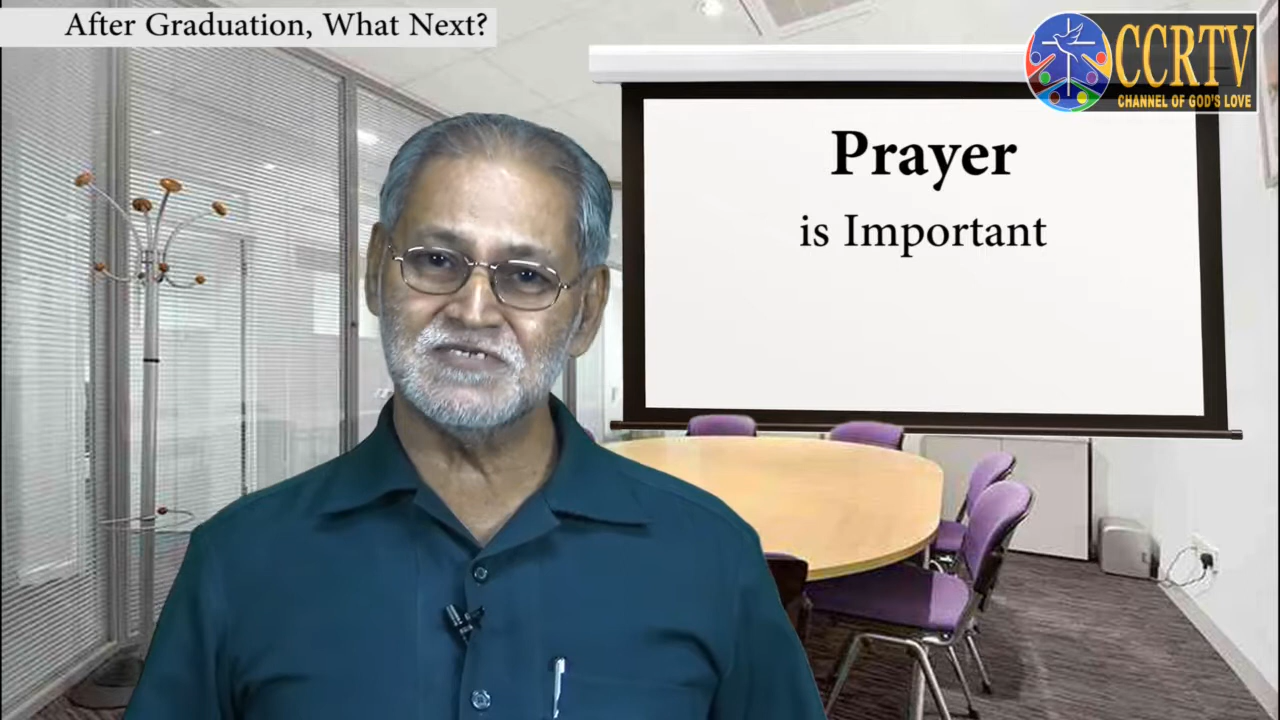 After Graduation, What Next?
CCRTV
CHANNEL OF GOD'S LOVE
Prayer
is Important